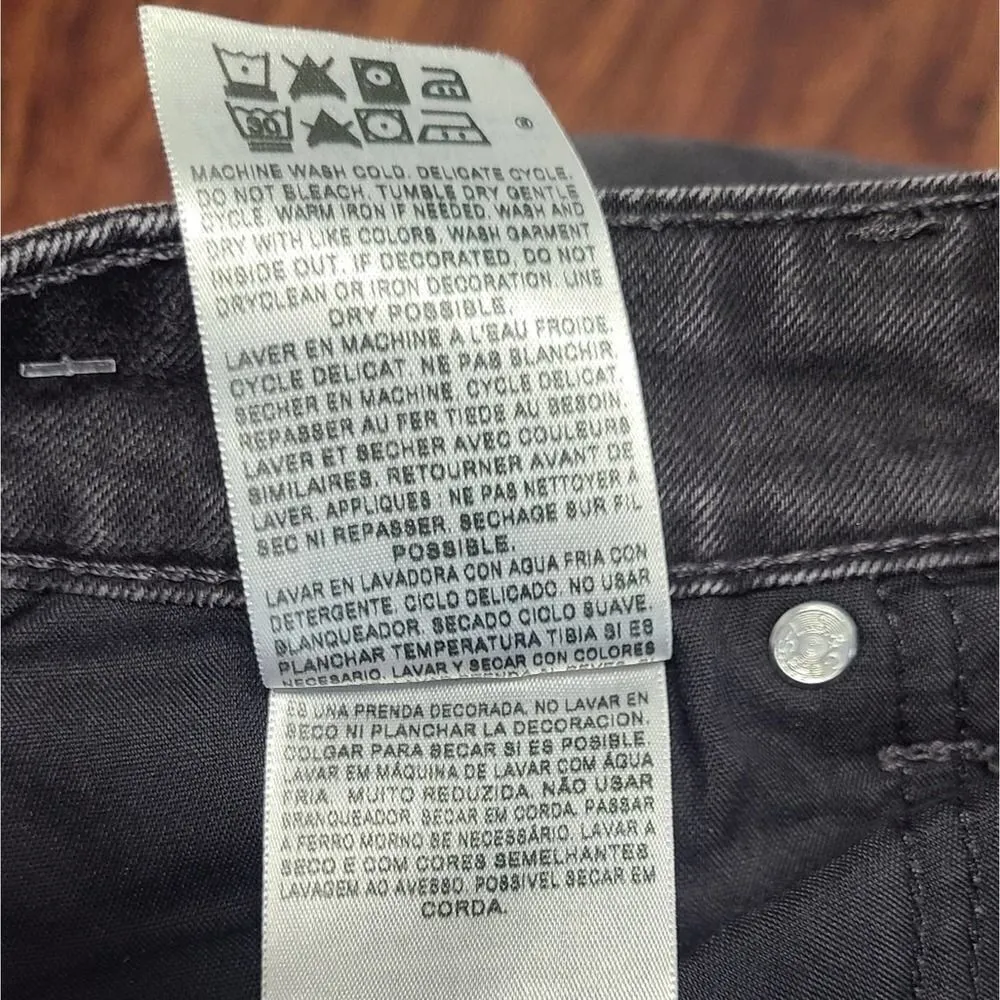 30
®
MACHINE WASH COLD. DELICATE CYCLE.
DO NOT BLEACH. TUMBLE DRY GENTLE
CYCLE. WARM IRON IF NEEDED. WASH AND
DRY WITH LIKE COLORS. WASH GARMENT
INSIDE OUT. IF DECORATED. DO NOT
DRYCLEAN OR IRON DECORATION. LINE
DRY POSSIBLE.
LAVER EN MACHINE A L'EAU FROIDE.
CYCLE DELICAT. NE PAS BLANCHIR.
SECHER EN MACHINE. CYCLE DELICAT.
REPASSER AU FER TIEDE AU BESOIN.
LAVER ET SECHER AVEC COULEURS
SIMILAIRES. RETOURNER AVANT DE
LAVER. APPLIQUES : NE PAS NETTOYER À
SEC NI REPASSER. SECHAGE SUR FIL
POSSIBLE.
LAVAR EN LAVADORA CON AGUA FRIA CON
DETERGENTE. CICLO DELICADO. NO USAR
BLANQUEADOR. SECADO CICLO SUAVE.
PLANCHAR TEMPERATURA TIBIA SI ES
NECESARIO. LAVAR Y SECAR CON COLORES
ES UNA PRENDA DECORADA. NO LAVAR EN
SECO NI PLANCHAR LA DECORACION.
COLGAR PARA SECAR SI ES POSIBLE.
LAVAR EM MÁQUINA DE LAVAR COM ÁGUA
FRIA. MUITO REDUZIDA. NÃO USAR
BRANQUEADOR. SECAR EM CORDA. PASSAR
A FERRO MORNO SE NECESSÁRIO. LAVAR A
SECO E COM CORES SEMELHANTES
LAVAGEM AO AVESSO. POSSIVEL SECAR EM
CORDA.